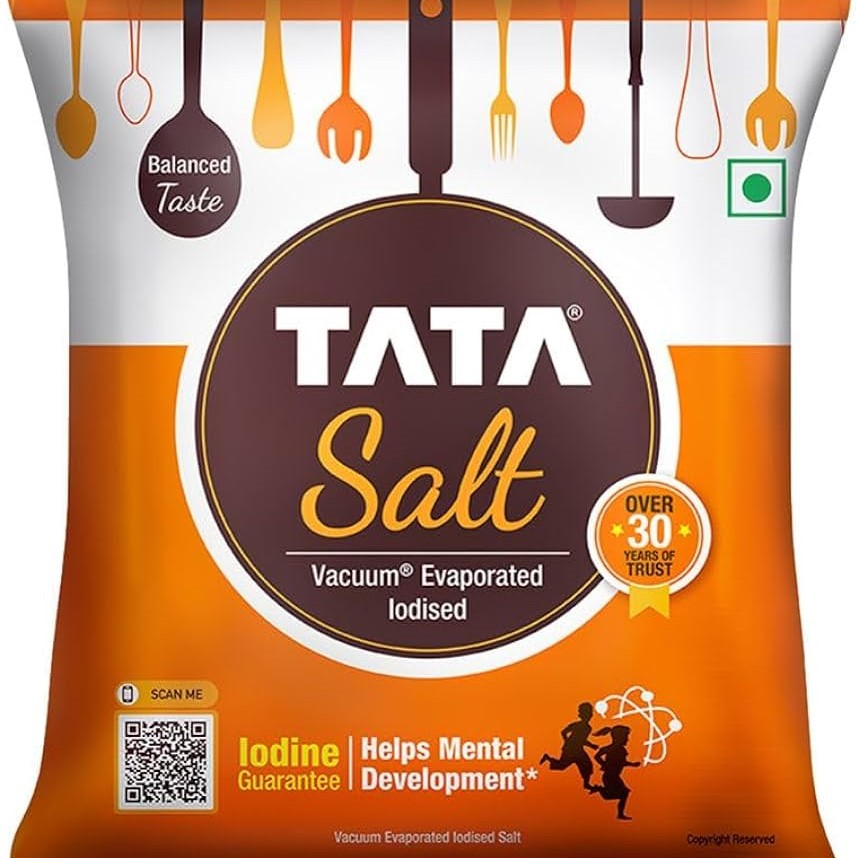 Balanced
Taste
TATA®
Salt
Vacuum® Evaporated
Iodised
OVER
30
YEARS OF
TRUST
SCAN ME
Iodine
Guarantee
Helps Mental
Development*
Vacuum Evaporated Iodised Salt
Copyright Reserved